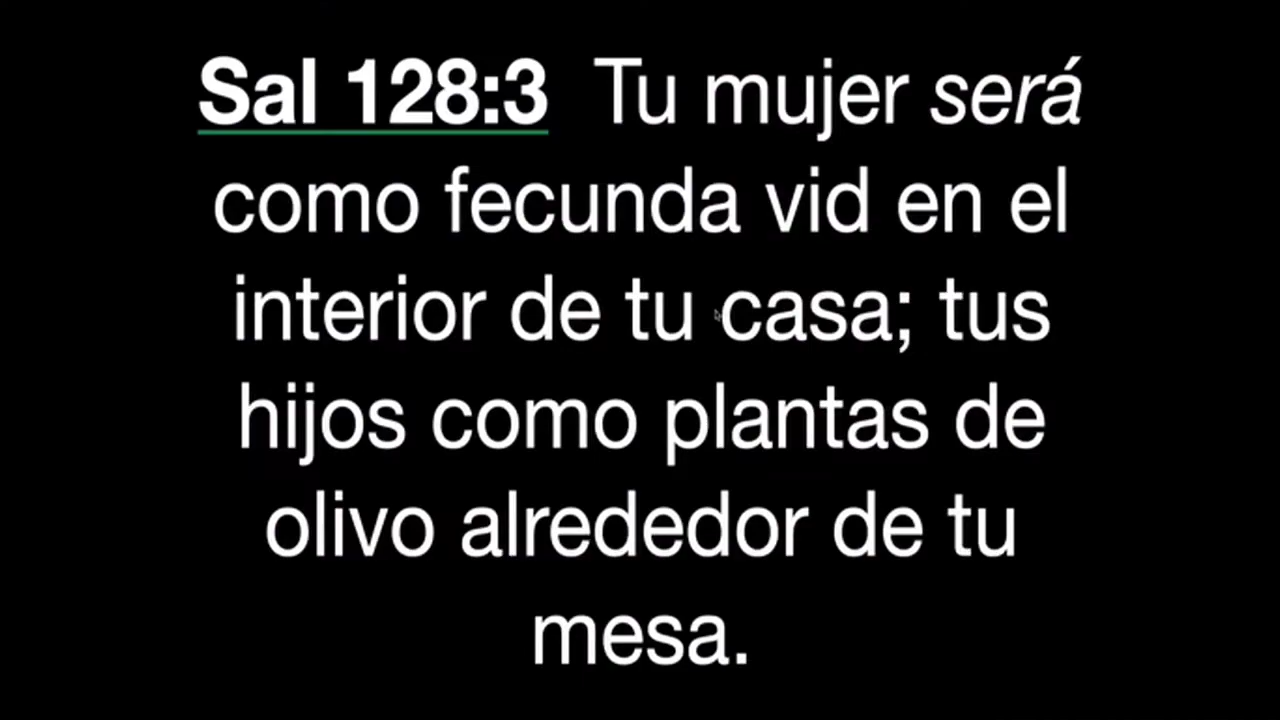 Sal 128:3 Tu mujer será
como fecunda vid en el
interior de tu casa; tus
hijos como plantas de
olivo alrededor de tu
mesa.